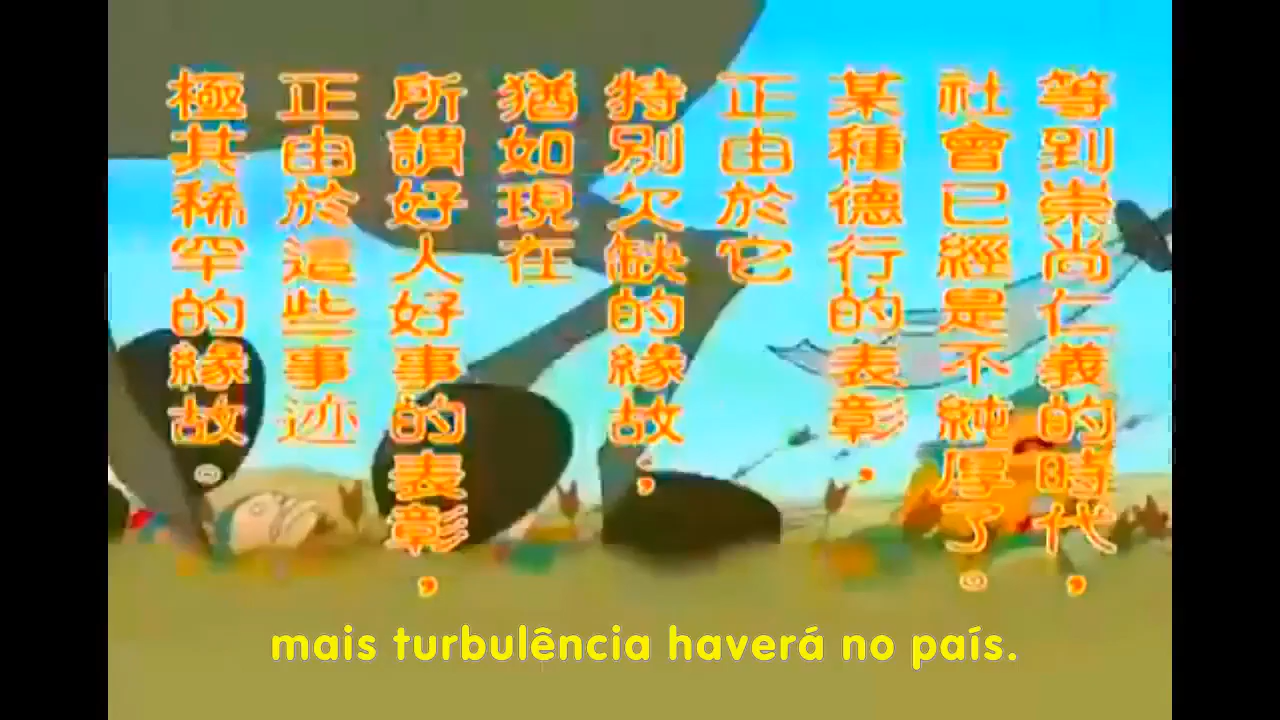 等到崇尚仁義的時代，
社會已經是不純厚了。
某種德行的表彰，
正由於它
特別欠缺的緣故；
猶如現在
所謂好人好事的表彰，
正由於這些事迹
極其稀罕的緣故。
mais turbulência haverá no país.